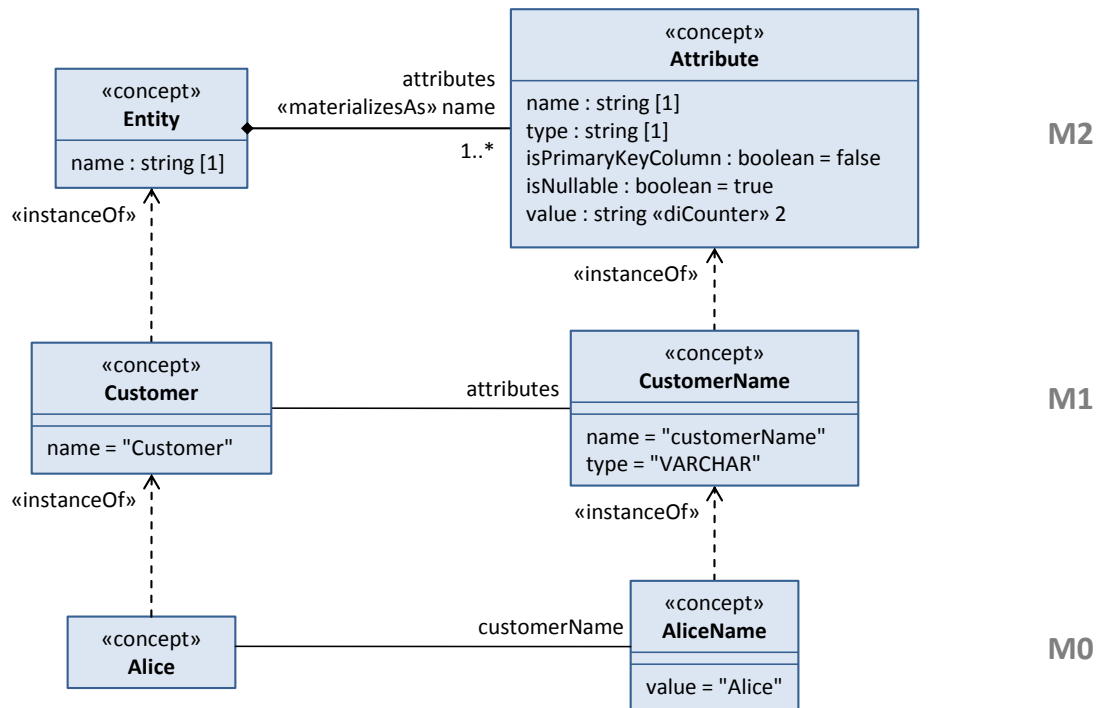 «concept»
Attribute
name : string [1]
type : string [1]
isPrimaryKeyColumn : boolean = false
isNullable : boolean = true
value : string «diCounter» 2
attributes
«materializesAs» name
1..*
«concept»
Entity
name : string [1]
M2
«instanceOf»
«instanceOf»
«concept»
Customer
name = "Customer"
attributes
«concept»
CustomerName
name = "customerName"
type = "VARCHAR"
M1
«instanceOf»
«instanceOf»
«concept»
Alice
customerName
«concept»
AliceName
value = "Alice"
M0